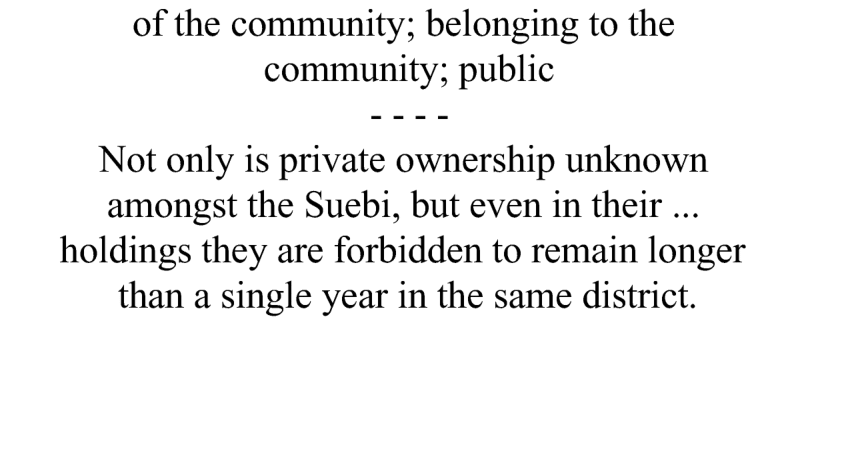 of the community; belonging to the
community; public
- - - -
Not only is private ownership unknown
amongst the Suebi, but even in their ...
holdings they are forbidden to remain longer
than a single year in the same district.